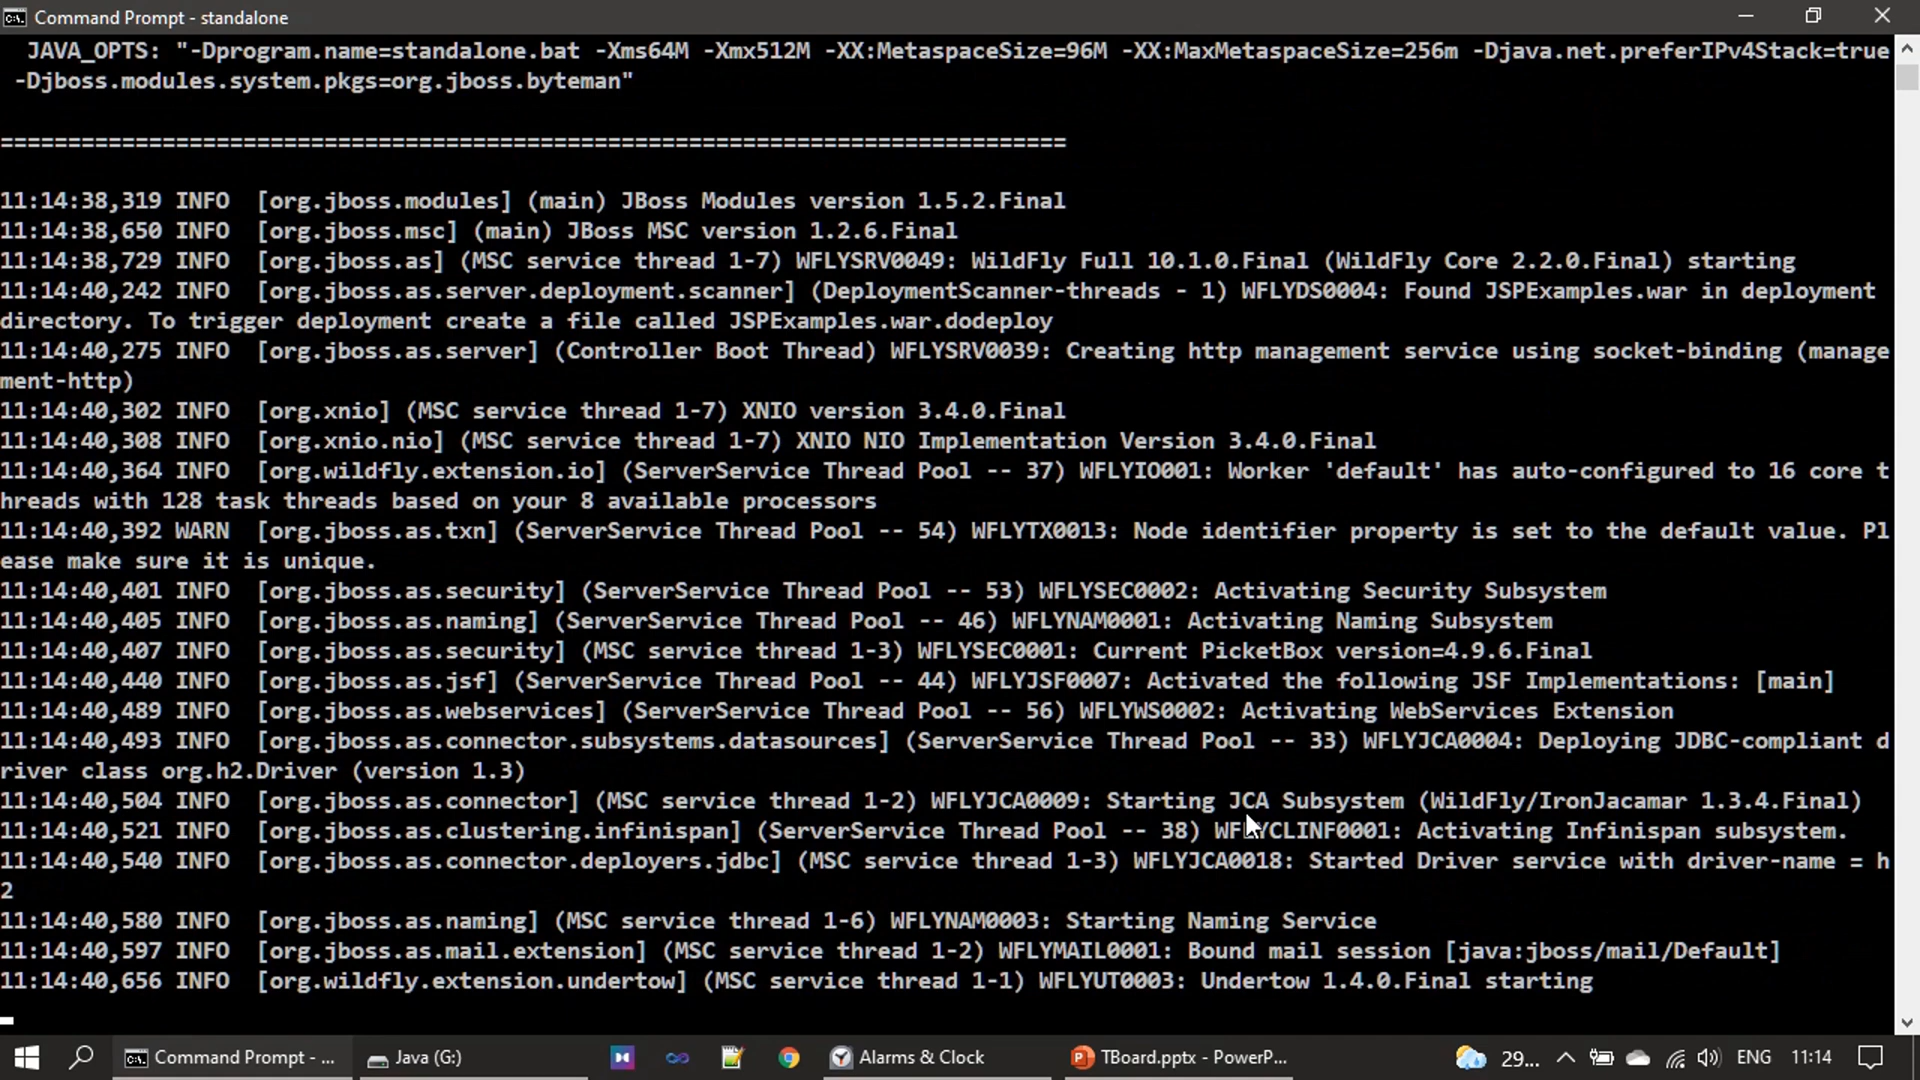 Command Prompt - standalone
JAVA_OPTS: "-Dprogram.name=standalone.bat -Xms64M -Xmx512M -XX:MetaspaceSize=96M -XX:MaxMetaspaceSize=256m -Djava.net.preferIPv4Stack=true
-Djboss.modules.system.pkgs=org.jboss.byteman"
===============================================================================
11:14:38,319 INFO  [org.jboss.modules] (main) JBoss Modules version 1.5.2.Final
11:14:38,650 INFO  [org.jboss.msc] (main) JBoss MSC version 1.2.6.Final
11:14:38,729 INFO  [org.jboss.as] (MSC service thread 1-7) WFLYSRV0049: WildFly Full 10.1.0.Final (WildFly Core 2.2.0.Final) starting
11:14:40,242 INFO  [org.jboss.as.server.deployment.scanner] (DeploymentScanner-threads - 1) WFLYDS0004: Found JSPExamples.war in deployment
directory. To trigger deployment create a file called JSPExamples.war.dodeploy
11:14:40,275 INFO  [org.jboss.as.server] (Controller Boot Thread) WFLYSRV0039: Creating http management service using socket-binding (manage
ment-http)
11:14:40,302 INFO  [org.xnio] (MSC service thread 1-7) XNIO version 3.4.0.Final
11:14:40,308 INFO  [org.xnio.nio] (MSC service thread 1-7) XNIO NIO Implementation Version 3.4.0.Final
11:14:40,364 INFO  [org.wildfly.extension.io] (ServerService Thread Pool -- 37) WFLYIO001: Worker 'default' has auto-configured to 16 core t
hreads with 128 task threads based on your 8 available processors
11:14:40,392 WARN  [org.jboss.as.txn] (ServerService Thread Pool -- 54) WFLYTX0013: Node identifier property is set to the default value. Pl
ease make sure it is unique.
11:14:40,401 INFO  [org.jboss.as.security] (ServerService Thread Pool -- 53) WFLYSEC0002: Activating Security Subsystem
11:14:40,405 INFO  [org.jboss.as.naming] (ServerService Thread Pool -- 46) WFLYNAM0001: Activating Naming Subsystem
11:14:40,407 INFO  [org.jboss.as.security] (MSC service thread 1-3) WFLYSEC0001: Current PicketBox version=4.9.6.Final
11:14:40,440 INFO  [org.jboss.as.jsf] (ServerService Thread Pool -- 44) WFLYJSF0007: Activated the following JSF Implementations: [main]
11:14:40,489 INFO  [org.jboss.as.webservices] (ServerService Thread Pool -- 56) WFLYWS0002: Activating WebServices Extension
11:14:40,493 INFO  [org.jboss.as.connector.subsystems.datasources] (ServerService Thread Pool -- 33) WFLYJCA0004: Deploying JDBC-compliant d
river class org.h2.Driver (version 1.3)
11:14:40,504 INFO  [org.jboss.as.connector] (MSC service thread 1-2) WFLYJCA0009: Starting JCA Subsystem (WildFly/IronJacamar 1.3.4.Final)
11:14:40,521 INFO  [org.jboss.as.clustering.infinispan] (ServerService Thread Pool -- 38) WFLYCLINF0001: Activating Infinispan subsystem.
11:14:40,540 INFO  [org.jboss.as.connector.deployers.jdbc] (MSC service thread 1-3) WFLYJCA0018: Started Driver service with driver-name = h
2
11:14:40,580 INFO  [org.jboss.as.naming] (MSC service thread 1-6) WFLYNAM0003: Starting Naming Service
11:14:40,597 INFO  [org.jboss.as.mail.extension] (MSC service thread 1-2) WFLYMAIL0001: Bound mail session [java:jboss/mail/Default]
11:14:40,656 INFO  [org.wildfly.extension.undertow] (MSC service thread 1-1) WFLYUT0003: Undertow 1.4.0.Final starting
Command Prompt - ... Java (G:) Alarms & Clock TBoard.pptx - PowerP... 29... ENG 11:14